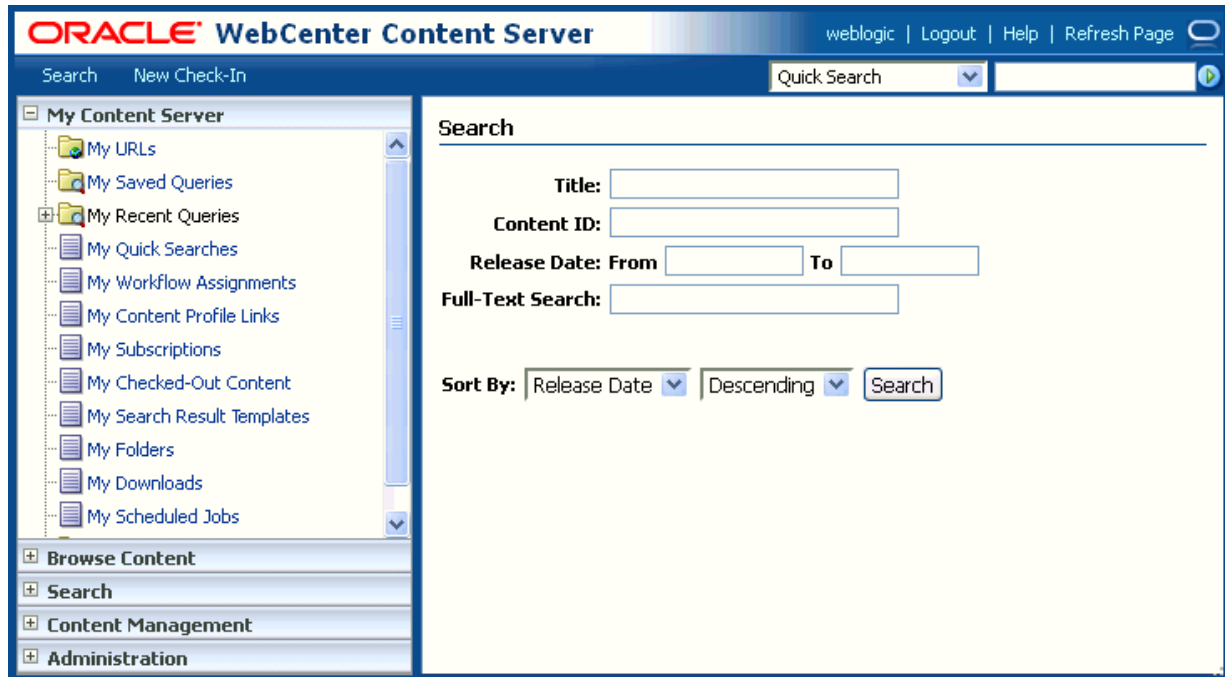 ORACLE WebCenter Content Server
weblogic | Logout | Help | Refresh Page
Search New Check-In
Quick Search
My Content Server
My URLs
My Saved Queries
My Recent Queries
My Quick Searches
My Workflow Assignments
My Content Profile Links
My Subscriptions
My Checked-Out Content
My Search Result Templates
My Folders
My Downloads
My Scheduled Jobs
Browse Content
Search
Content Management
Administration
Search
Title:
Content ID:
Release Date: From To
Full-Text Search:
Sort By: Release Date Descending Search